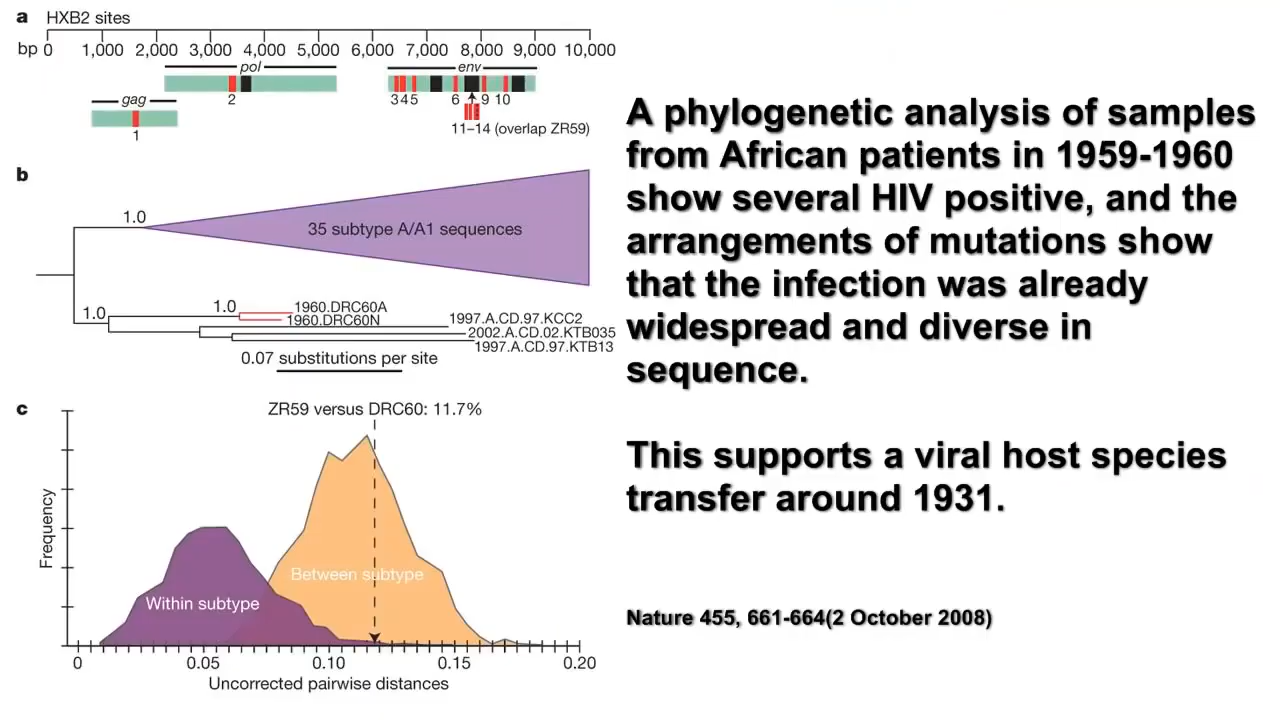 a HXB2 sites
bp 0 1,000 2,000 3,000 4,000 5,000 6,000 7,000 8,000 9,000 10,000
pol env
gag 2 345 6 9 10
1 11–14 (overlap ZR59)
b
1.0
35 subtype A/A1 sequences
1.0 1.0 1960.DRC60A
1960.DRC60N 1997.A.CD.97.KCC2
2002.A.CD.02.KTB035
1997.A.CD.97.KTB13
0.07 substitutions per site
c ZR59 versus DRC60: 11.7%
Frequency
Between subtype
Within subtype
0 0.05 0.10 0.15 0.20
Uncorrected pairwise distances
A phylogenetic analysis of samples
from African patients in 1959-1960
show several HIV positive, and the
arrangements of mutations show
that the infection was already
widespread and diverse in
sequence.
This supports a viral host species
transfer around 1931.
Nature 455, 661-664(2 October 2008)